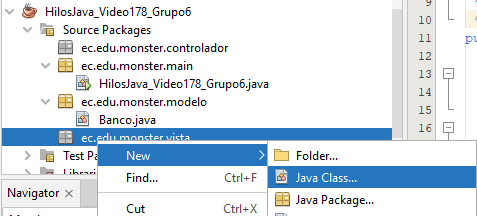 HilosJava_Video178_Grupo6
Source Packages
ec.edu.monster.controlador
ec.edu.monster.main
HilosJava_Video178_Grupo6.java
ec.edu.monster.modelo
Banco.java
ec.edu.monster.vista
Test Pa
Librari
Navigator
New
Find... Ctrl+F
Cut Ctrl+X
Folder...
Java Class...
Java Package...
9
10
11
pu
13
14
15
16